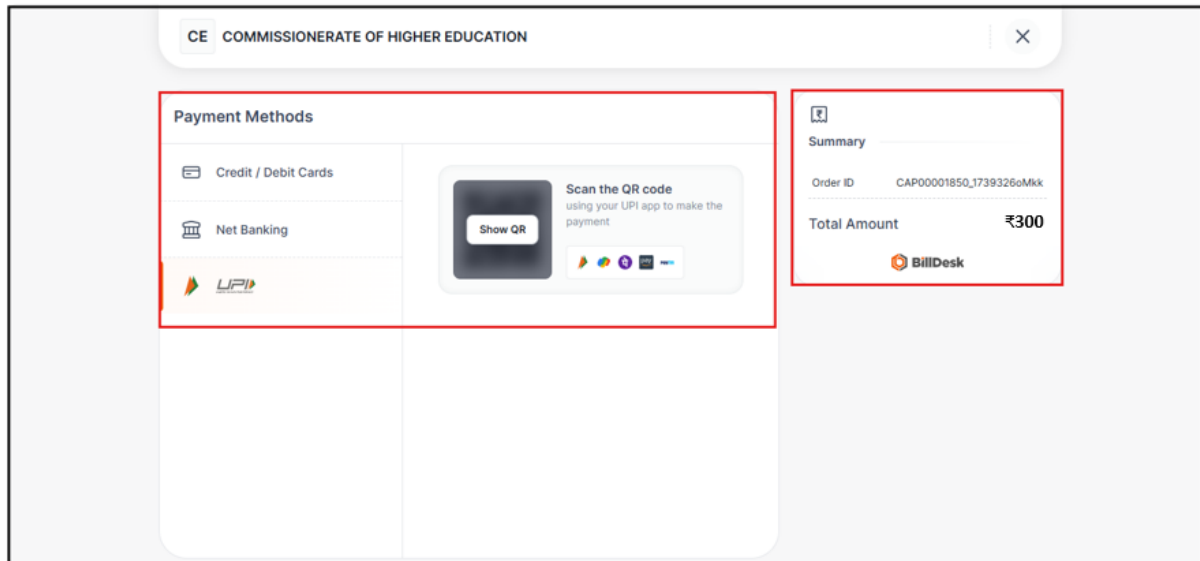 CE COMMISSIONERATE OF HIGHER EDUCATION
Payment Methods
Credit / Debit Cards
Net Banking
UPI
Show QR
Scan the QR code
using your UPI app to make the
payment
Summary
Order ID CAP00001850_1739326oMkk
Total Amount ₹300
BillDesk